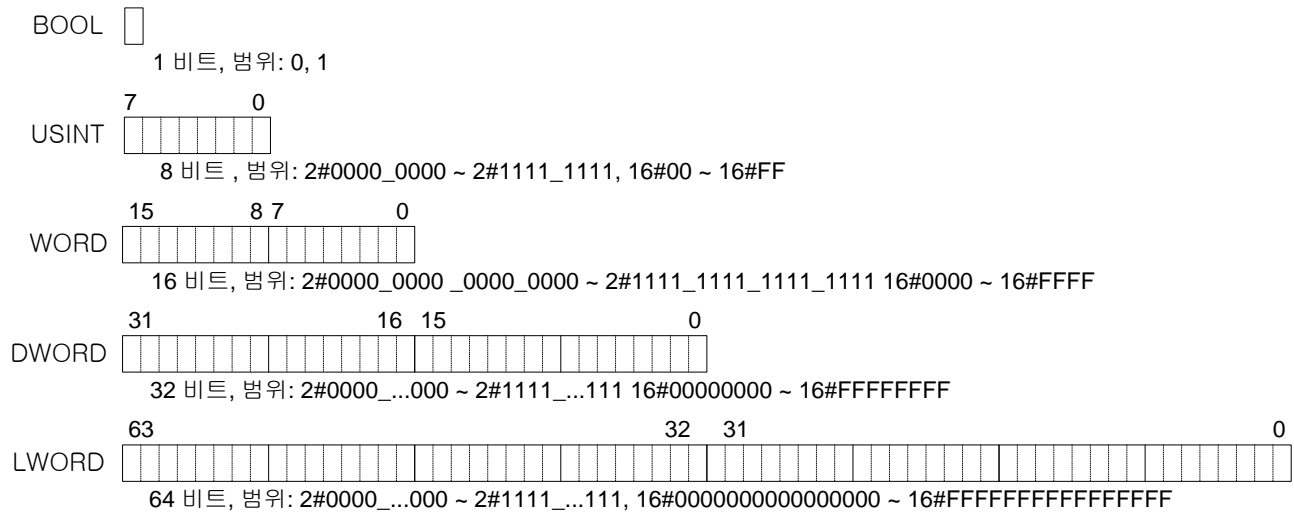 BOOL
1 비트, 범위: 0, 1
7 0
USINT
8 비트 , 범위: 2#0000_0000 ~ 2#1111_1111, 16#00 ~ 16#FF
15 8 7 0
WORD
16 비트, 범위: 2#0000_0000 _0000_0000 ~ 2#1111_1111_1111_1111 16#0000 ~ 16#FFFF
31 16 15 0
DWORD
32 비트, 범위: 2#0000_...000 ~ 2#1111_...111 16#00000000 ~ 16#FFFFFFFF
63 32 31 0
LWORD
64 비트, 범위: 2#0000_...000 ~ 2#1111_...111, 16#0000000000000000 ~ 16#FFFFFFFFFFFFFFFF